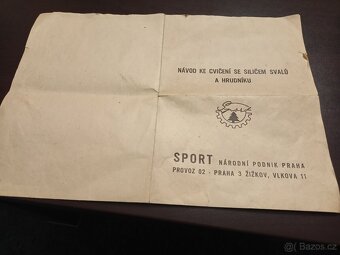 NÁVOD KE CVIČENÍ SE SILIČEM SVALŮ
A HRUDNÍKU
SPORT NÁRODNÍ PODNIK PRAHA
PROVOZ 02 - PRAHA 3 ŽIŽKOV, VLKOVA 11
Bazos.cz